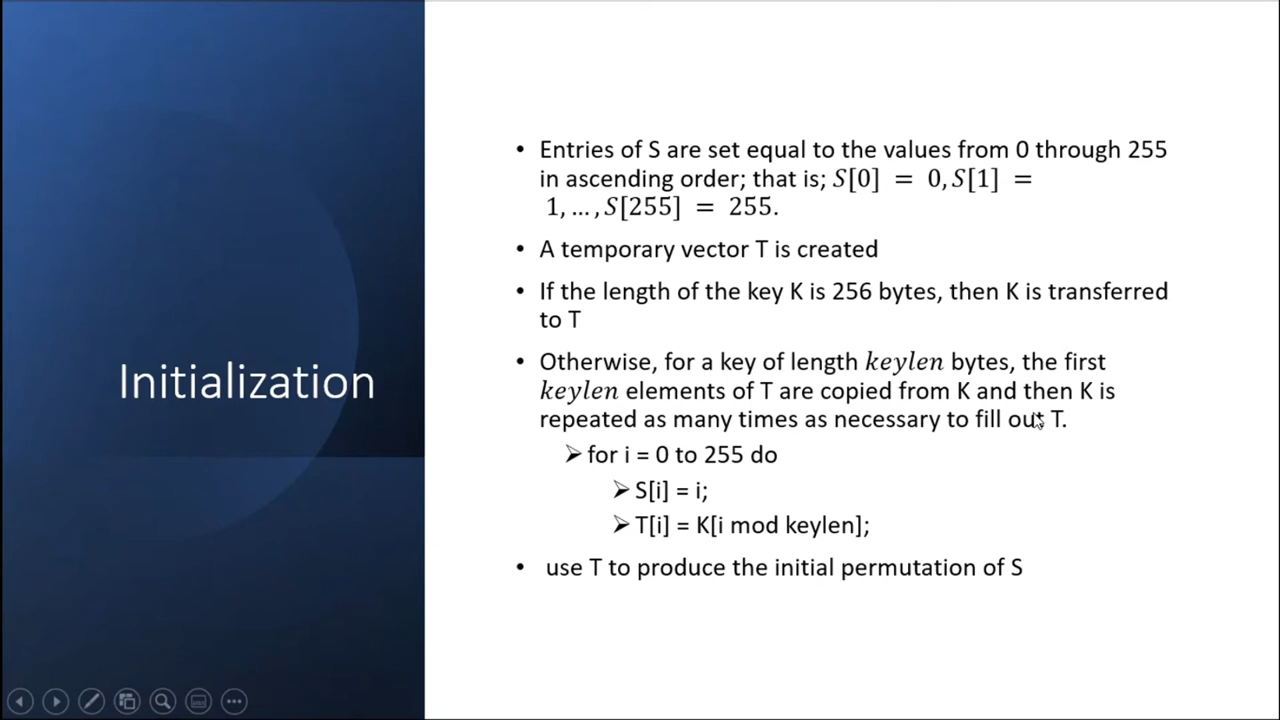 Initialization
• Entries of S are set equal to the values from 0 through 255
in ascending order; that is; S[0] = 0, S[1] =
1, … , S[255] = 255.
• A temporary vector T is created
• If the length of the key K is 256 bytes, then K is transferred
to T
• Otherwise, for a key of length keylen bytes, the first
keylen elements of T are copied from K and then K is
repeated as many times as necessary to fill out T.
➢ for i = 0 to 255 do
➢ S[i] = i;
➢ T[i] = K[i mod keylen];
• use T to produce the initial permutation of S